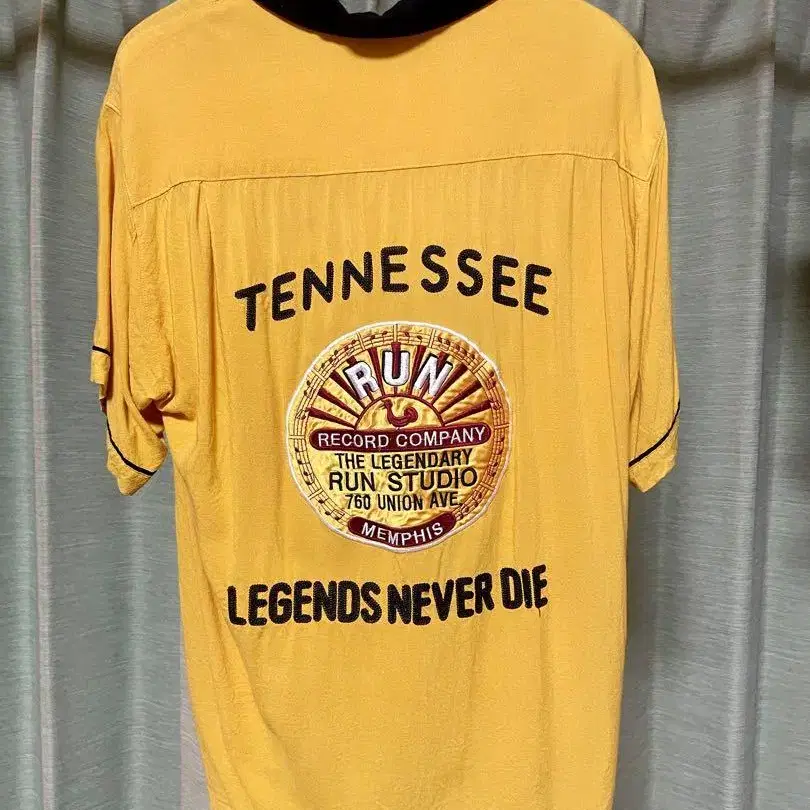 TENNESSEE
RUN
RECORD COMPANY
THE LEGENDARY
RUN STUDIO
760 UNION AVE.
MEMPHIS
LEGENDS NEVER DIE